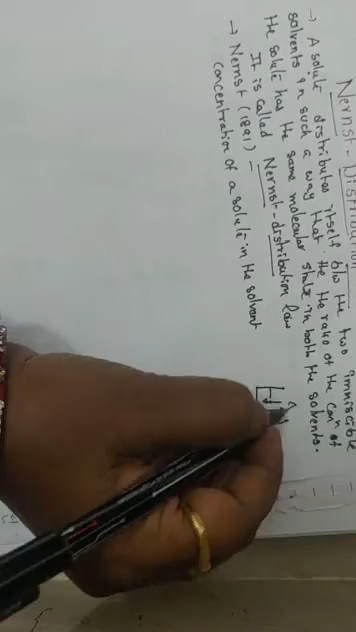 Nernst - Distribution
→ A solute distributes itself b/w the two immiscible
solvents in such a way that the the ratio of the conⁿ of
the solute has the same molecular state in both the solvents.
It is called Nernst-distribution law
→ Nernst (1891) -
concentration of a solute in the solvent